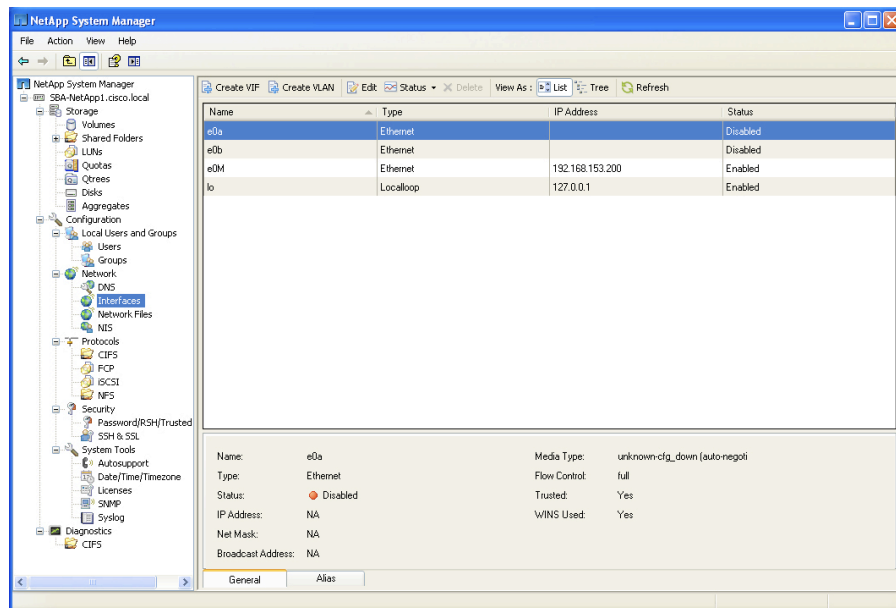 NetApp System Manager
File Action View Help
NetApp System Manager
SBA-NetApp1.cisco.local
Storage
Volumes
Shared Folders
LUNs
Quotas
Qtrees
Disks
Aggregates
Configuration
Local Users and Groups
Users
Groups
Network
DNS
Interfaces
Network Files
NIS
Protocols
CIFS
FCP
iSCSI
NFS
Security
Password/RSH/Trusted
SSH & SSL
System Tools
Autosupport
Date/Time/Timezone
Licenses
SNMP
Syslog
Diagnostics
CIFS
Create VIF Create VLAN Edit Status Delete View As : List Tree Refresh
Name Type IP Address Status
e0a Ethernet Disabled
e0b Ethernet Disabled
e0M Ethernet 192.168.153.200 Enabled
lo Localloop 127.0.0.1 Enabled
Name: e0a Media Type: unknown-cfg_down (auto-negoti
Type: Ethernet Flow Control: full
Status: Disabled Trusted: Yes
IP Address: NA WINS Used: Yes
Net Mask: NA
Broadcast Address: NA
General Alias